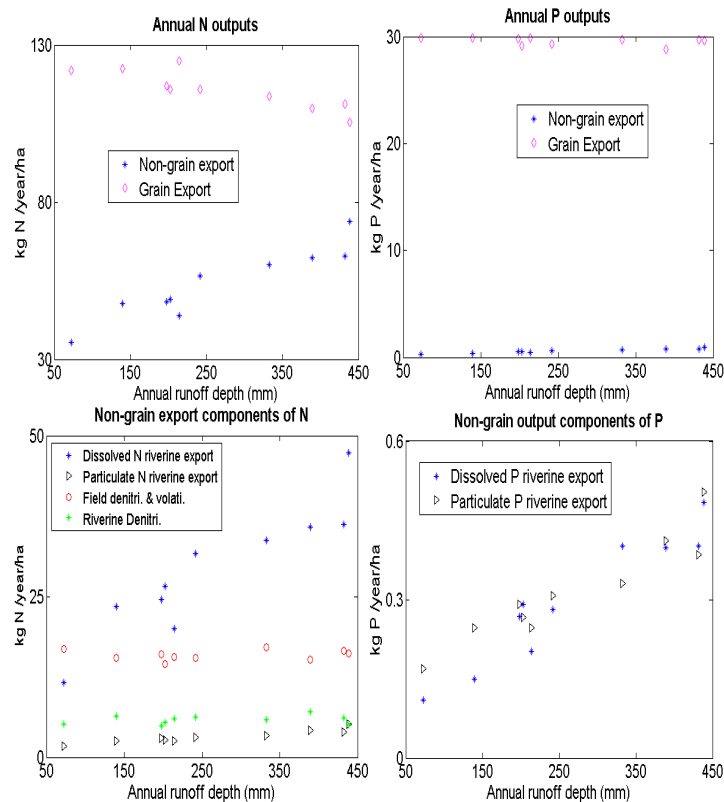 Annual N outputs
130
80
30
kg N /year/ha
Non-grain export
Grain Export
50 150 250 350 450
Annual runoff depth (mm)
Annual P outputs
30
20
10
0
kg P /year/ha
Non-grain export
Grain Export
50 150 250 350 450
Annual runoff depth (mm)
Non-grain export components of N
50
25
0
kg N /year/ha
Dissolved N riverine export
Particulate N riverine export
Field denitri. & volati.
Riverine Denitri.
50 150 250 350 450
Annual runoff depth (mm)
Non-grain output components of P
0.6
0.3
0
kg P /year/ha
Dissolved P riverine export
Particulate P riverine export
50 150 250 350 450
Annual runoff depth (mm)